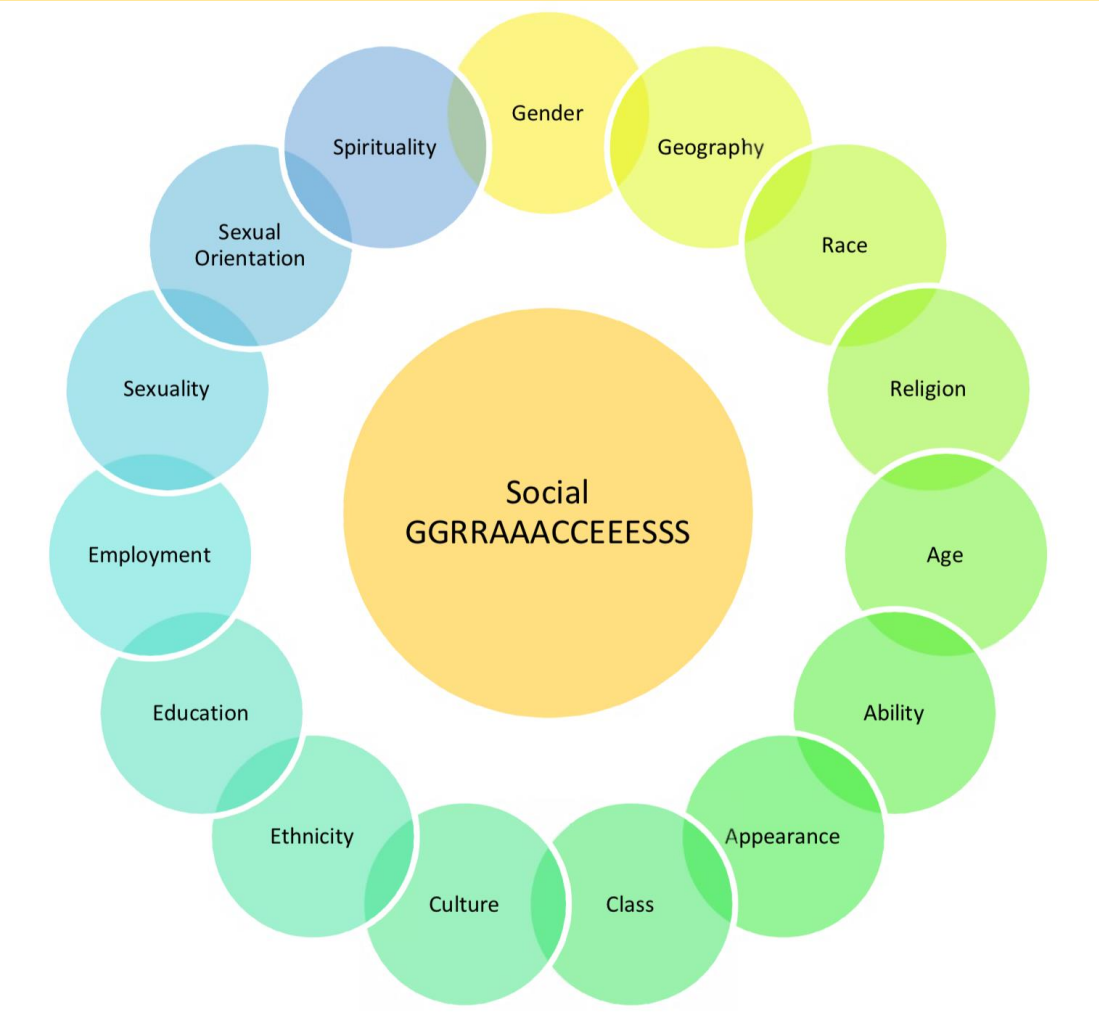 Social
GGRRAAACCEEESSS
Gender
Geography
Race
Religion
Age
Ability
Appearance
Class
Culture
Ethnicity
Education
Employment
Sexuality
Sexual
Orientation
Spirituality